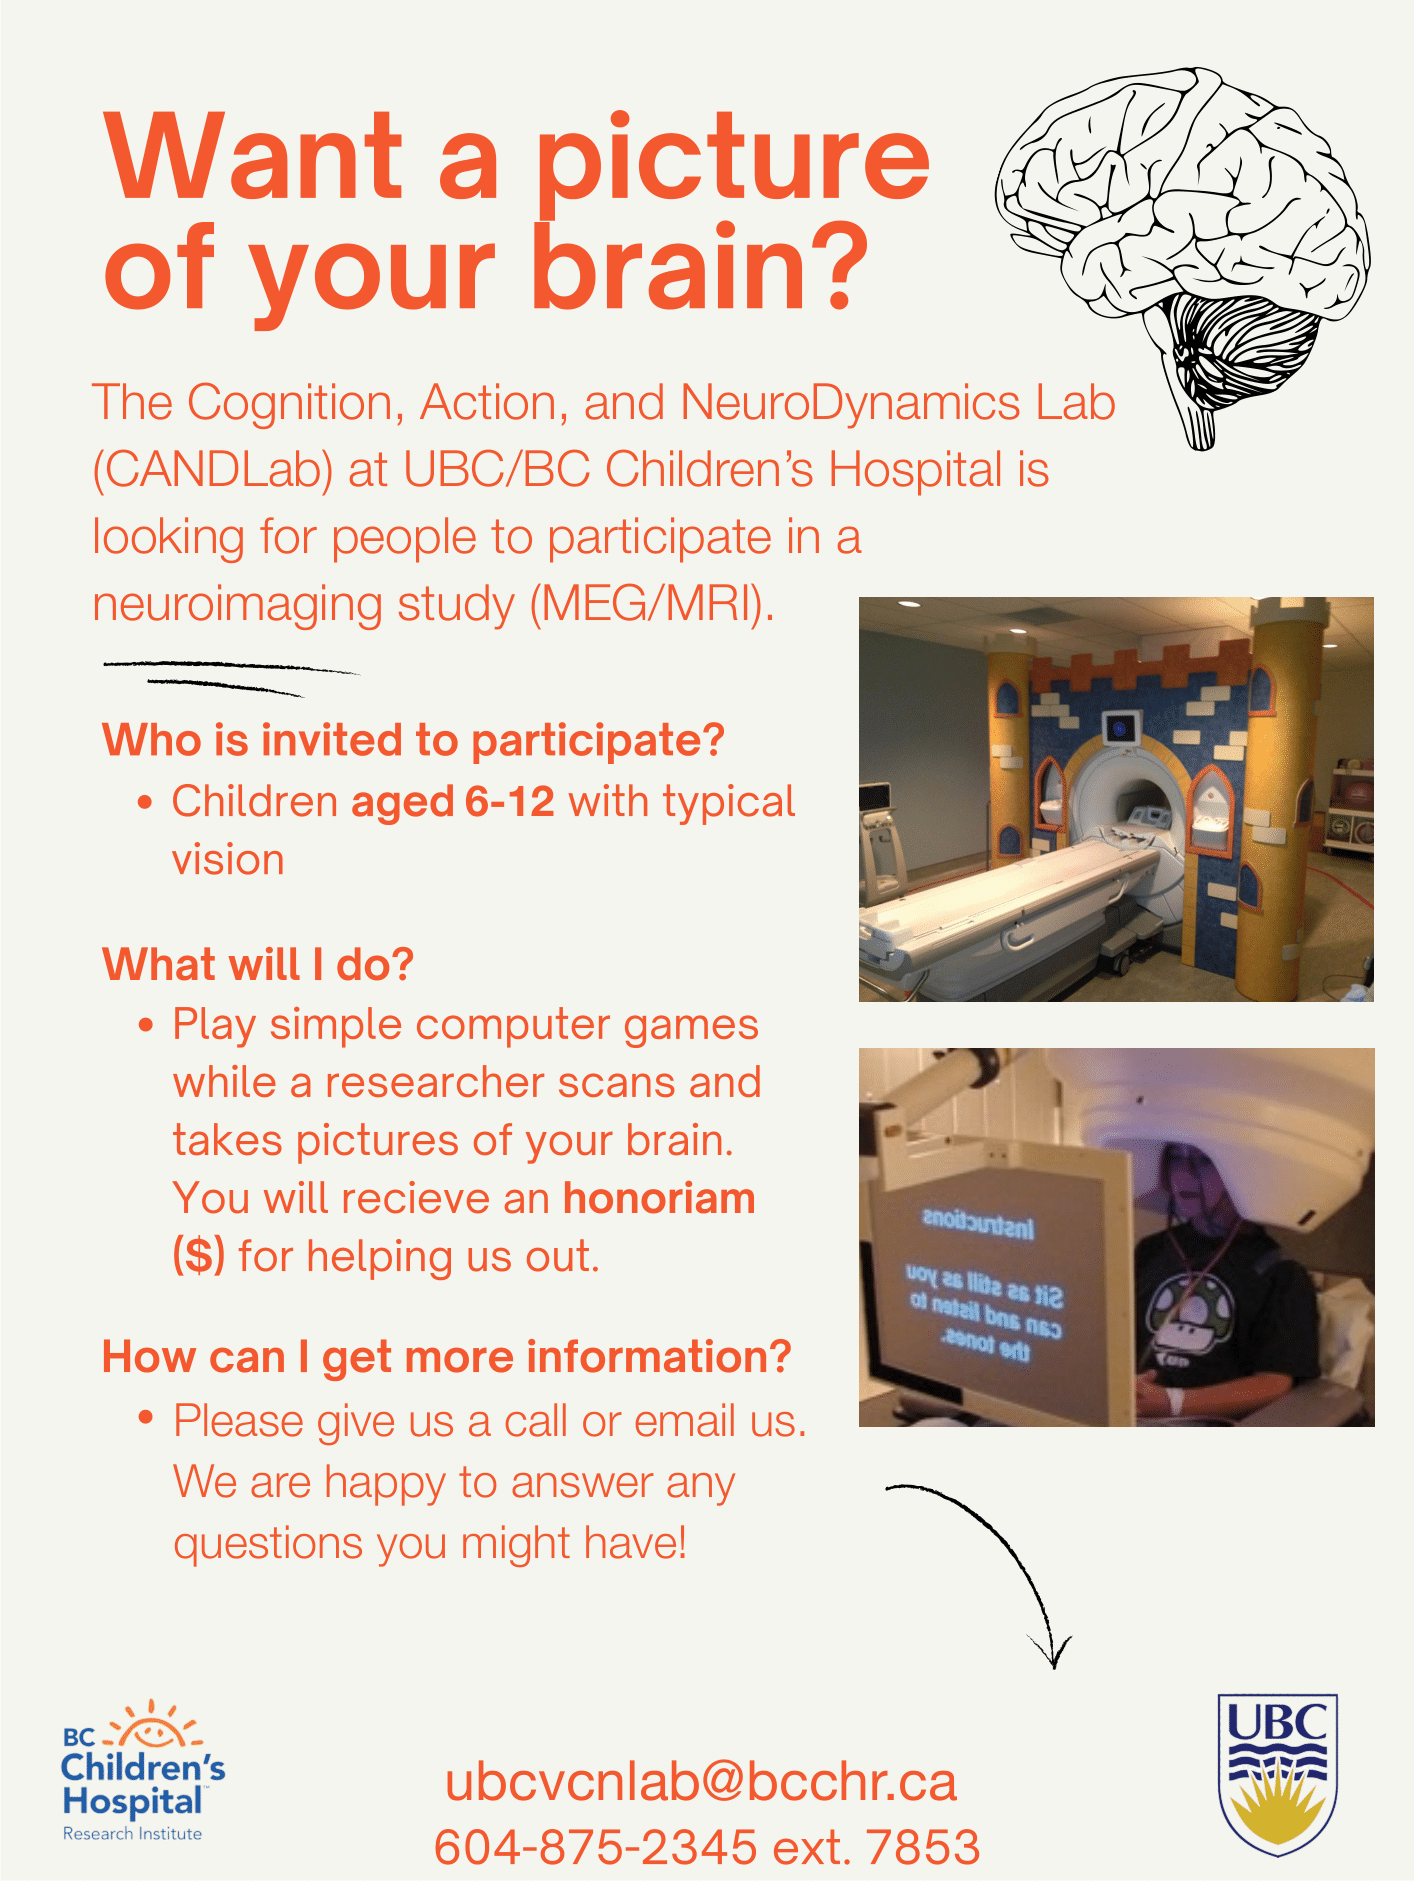 Want a picture
of your brain?
The Cognition, Action, and NeuroDynamics Lab
(CANDLab) at UBC/BC Children's Hospital is
looking for people to participate in a
neuroimaging study (MEG/MRI).
Who is invited to participate?
• Children aged 6-12 with typical
vision
What will I do?
• Play simple computer games
while a researcher scans and
takes pictures of your brain.
You will recieve an honoriam
($) for helping us out.
How can I get more information?
• Please give us a call or email us.
We are happy to answer any
questions you might have!
Instructions
Sit as still as you
can and listen to
the tones.
BC
Children's
Hospital™
Research Institute
ubcvcnlab@bcchr.ca
604-875-2345 ext. 7853
UBC